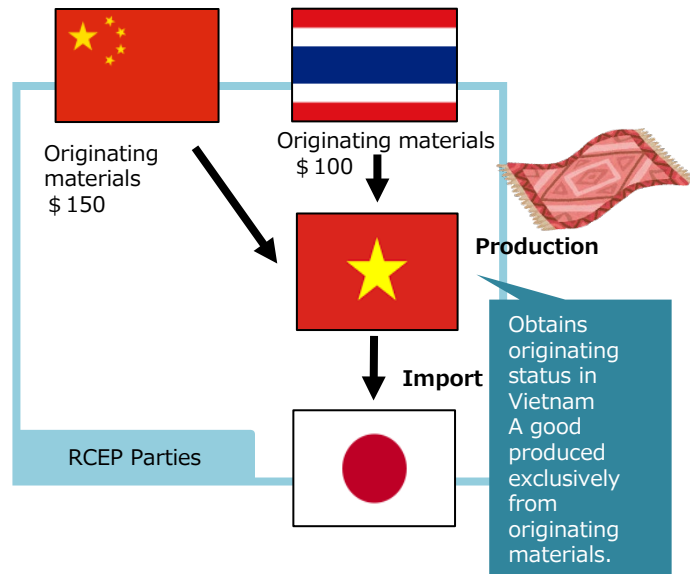 Originating
materials
$150
Originating materials
$100
Production
Import
Obtains
originating
status in
Vietnam
A good
produced
exclusively
from
originating
materials.
RCEP Parties